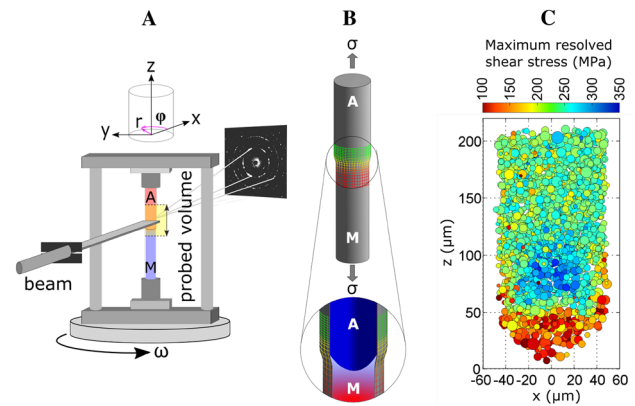 A
B
C
z
r
φ
x
y
A
M
probed volume
beam
ω
σ
A
M
σ
A
M
Maximum resolved
shear stress (MPa)
100
150
200
250
300
350
200
150
100
50
0
z (µm)
-60 -40 -20 0 20 40 60
x (µm)